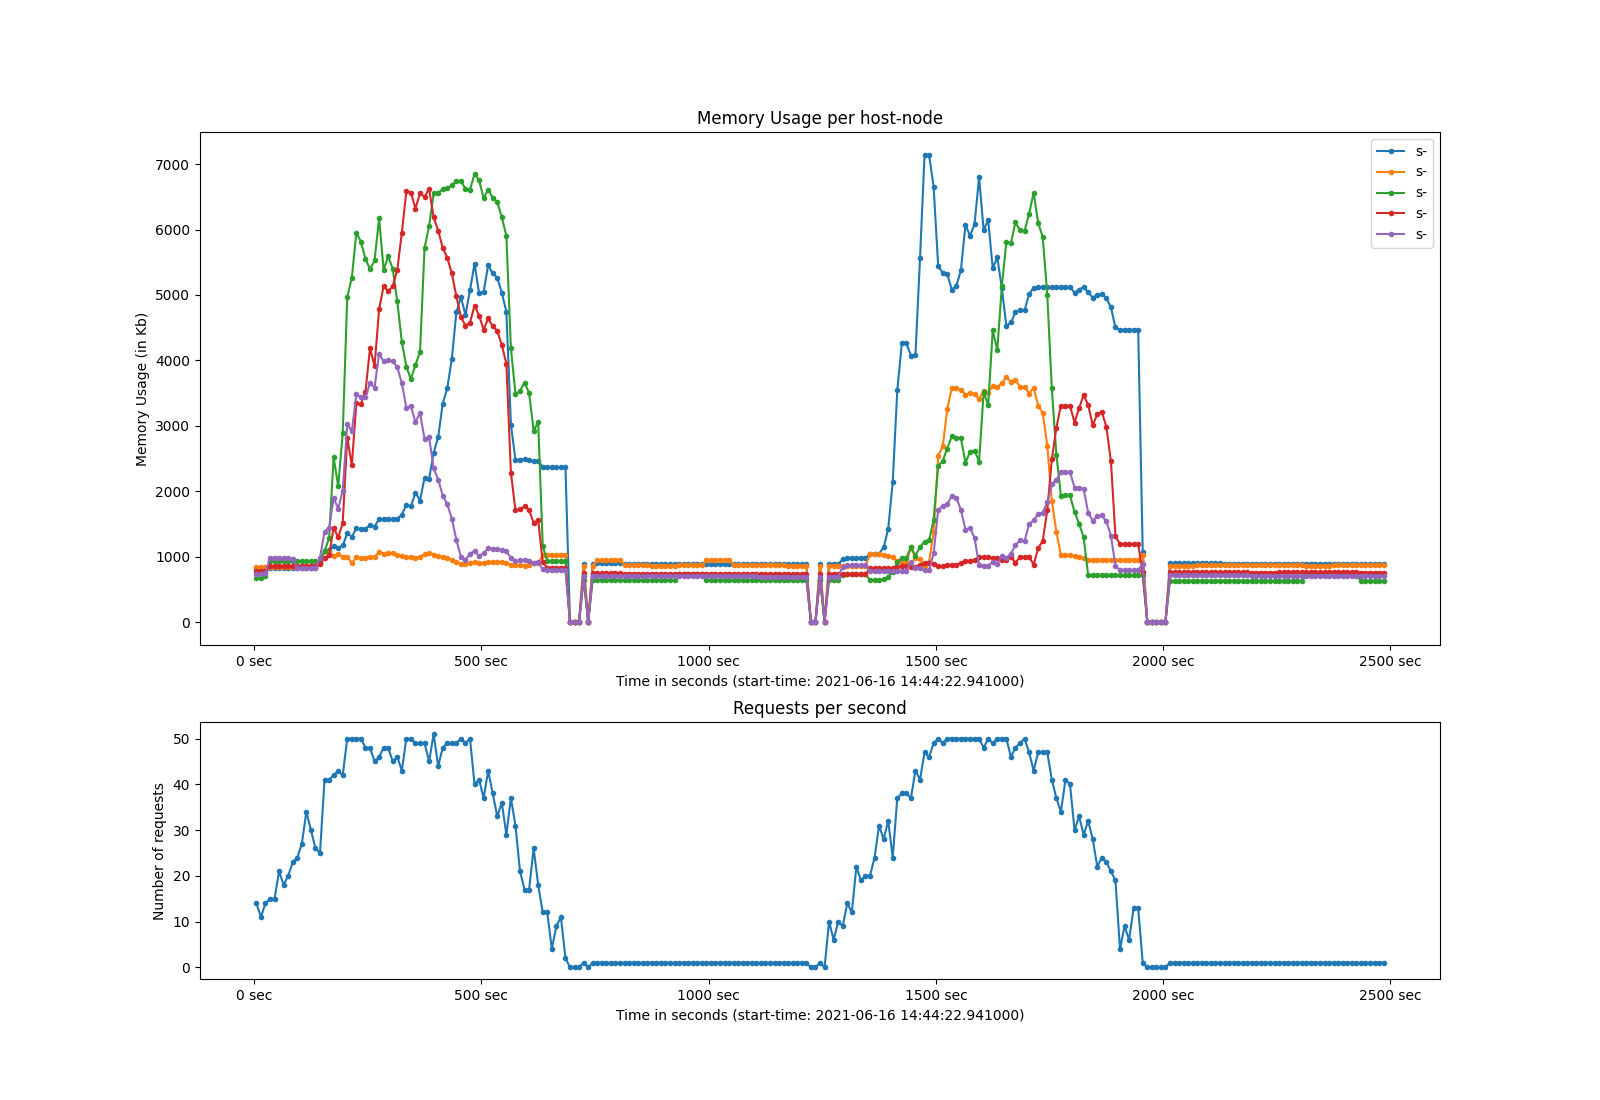 Memory Usage per host-node
7000
6000
5000
4000
3000
2000
1000
0
Memory Usage (in Kb)
s-
s-
s-
s-
s-
0 sec
500 sec
1000 sec
1500 sec
2000 sec
2500 sec
Time in seconds (start-time: 2021-06-16 14:44:22.941000)
Requests per second
50
40
30
20
10
0
Number of requests
0 sec
500 sec
1000 sec
1500 sec
2000 sec
2500 sec
Time in seconds (start-time: 2021-06-16 14:44:22.941000)